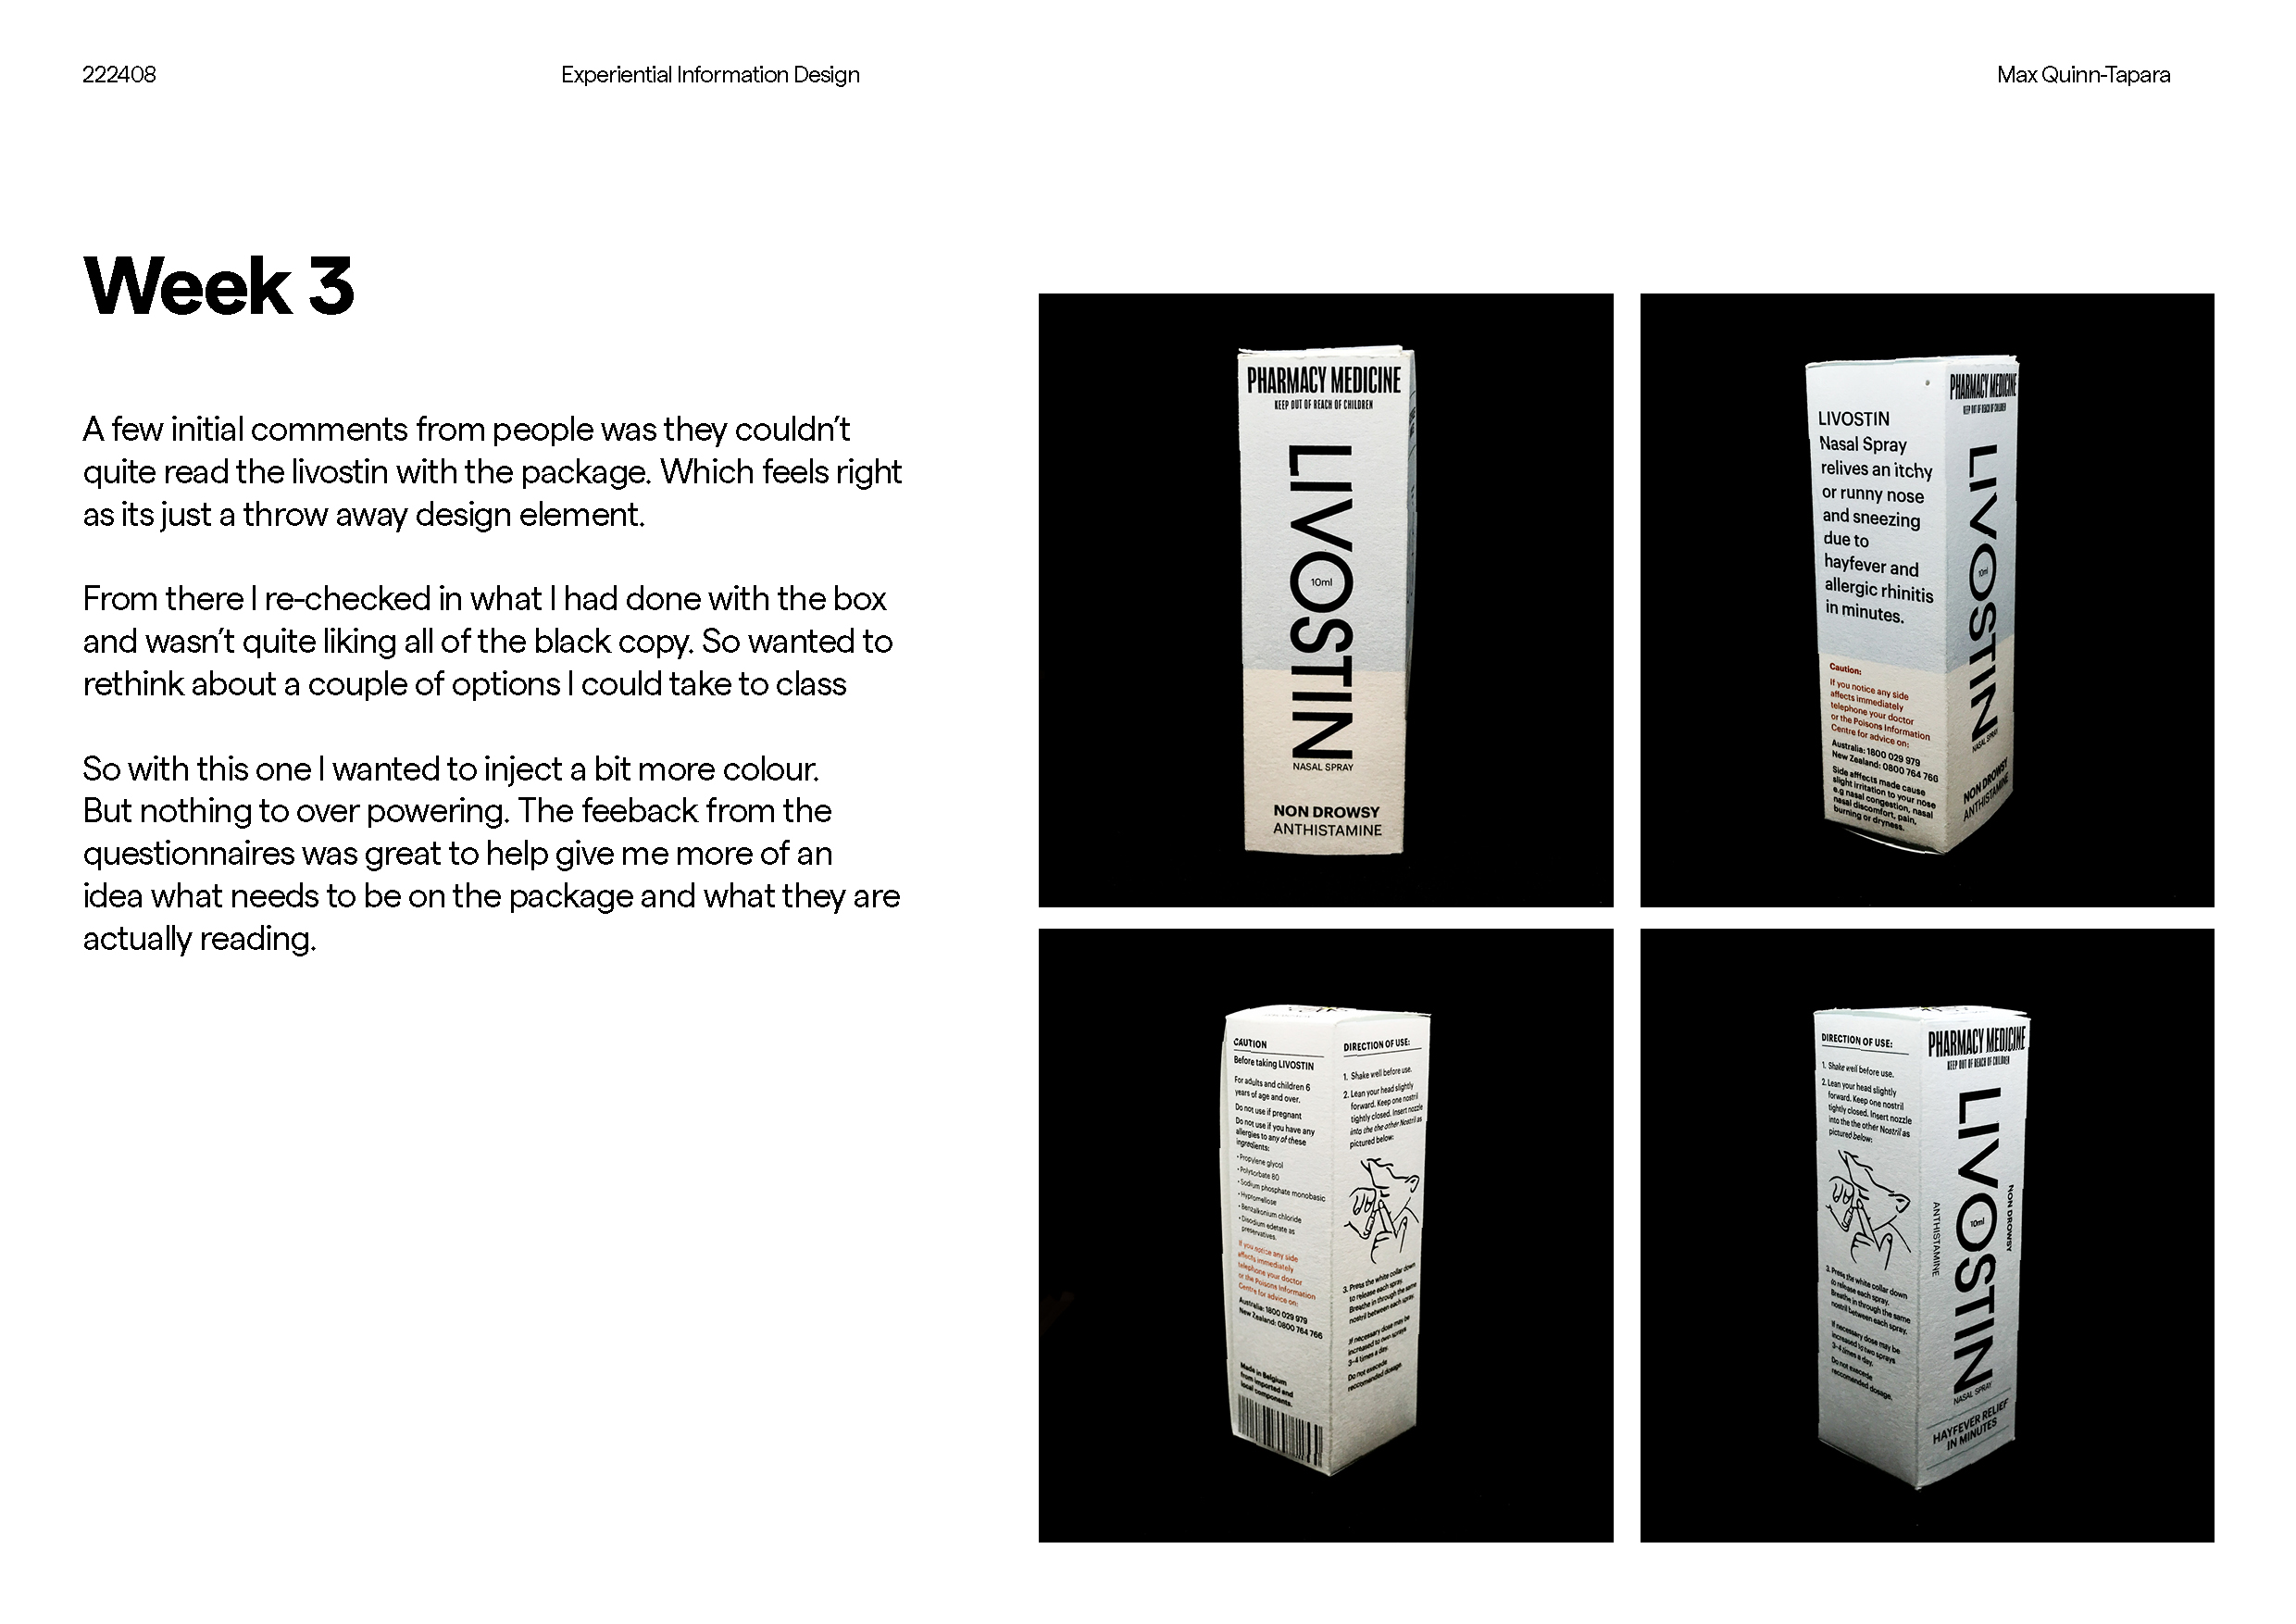 222408
Experiential Information Design
Max Quinn-Tapara
Week 3
A few initial comments from people was they couldn't
quite read the livostin with the package. Which feels right
as its just a throw away design element.
From there I re-checked in what I had done with the box
and wasn't quite liking all of the black copy. So wanted to
rethink about a couple of options I could take to class
So with this one I wanted to inject a bit more colour.
But nothing to over powering. The feeback from the
questionnaires was great to help give me more of an
idea what needs to be on the package and what they are
actually reading.
PHARMACY MEDICINE
KEEP OUT OF REACH OF CHILDREN
LIVOSTIN
10ml
NASAL SPRAY
NON DROWSY
ANTHISTAMINE
LIVOSTIN
Nasal Spray
relives an itchy
or runny nose
and sneezing
due to
hayfever and
allergic rhinitis
in minutes.
Caution:
If you notice any side
affects immediately
telephone your doctor
or the Poisons Information
Centre for advice on:
Australia: 1800 029 979
New Zealand: 0800 764 766
Side afffects made cause
slight irritation to your nose
e.g nasal congestion, nasal
nasal discomfort, pain,
burning or dryness.
PHARMACY MEDICINE
KEEP OUT OF REACH OF CHILDREN
LIVOSTIN
10ml
NASAL SPRAY
NON DROWSY
ANTHISTAMINE
CAUTION
Before taking LIVOSTIN
For adults and children 6
years of age and over.
Do not use if pregnant
Do not use if you have any
allergies to any of these
ingredients:
• Propylene glycol
• Polysorbate 80
• Sodium phosphate monobasic
• Hypromellose
• Benzalkonium chloride
• Disodium edetate as
preservatives.
If you notice any side
affects immediately
telephone your doctor
or the Poisons Information
Centre for advice on:
Australia: 1800 029 979
New Zealand: 0800 764 766
Made in Belgium
from imported and
local components.
DIRECTION OF USE:
1. Shake well before use.
2. Lean your head slightly
forward. Keep one nostril
tightly closed. Insert nozzle
into the the other Nostril as
pictured below:
3. Press the white collar down
to release each spray.
Breathe in through the same
nostril between each spray.
If necessary dose may be
increased to two sprays
3-4 times a day.
Do not execede
reccomended dosage.
DIRECTION OF USE:
1. Shake well before use.
2. Lean your head slightly
forward. Keep one nostril
tightly closed. Insert nozzle
into the the other Nostril as
pictured below:
3. Press the white collar down
to release each spray.
Breathe in through the same
nostril between each spray.
If necessary dose may be
increased to two sprays
3-4 times a day.
Do not execede
reccomended dosage.
PHARMACY MEDICINE
KEEP OUT OF REACH OF CHILDREN
ANTHISTAMINE
LIVOSTIN
10ml
NON DROWSY
NASAL SPRAY
HAYFEVER RELIEF
IN MINUTES